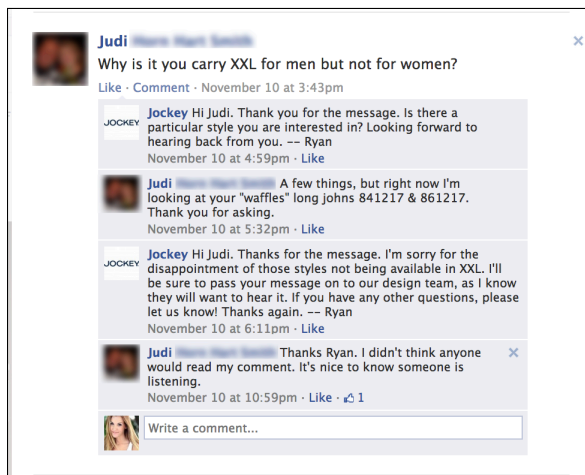 Judi
Why is it you carry XXL for men but not for women?
Like · Comment · November 10 at 3:43pm
JOCKEY
Jockey Hi Judi. Thank you for the message. Is there a
particular style you are interested in? Looking forward to
hearing back from you. -- Ryan
November 10 at 4:59pm · Like
Judi A few things, but right now I'm
looking at your "waffles" long johns 841217 & 861217.
Thank you for asking.
November 10 at 5:32pm · Like
JOCKEY
Jockey Hi Judi. Thanks for the message. I'm sorry for the
disappointment of those styles not being available in XXL. I'll
be sure to pass your message on to our design team, as I know
they will want to hear it. If you have any other questions, please
let us know! Thanks again. -- Ryan
November 10 at 6:11pm · Like
Judi Thanks Ryan. I didn't think anyone
would read my comment. It's nice to know someone is
listening.
November 10 at 10:59pm · Like · 1
Write a comment...